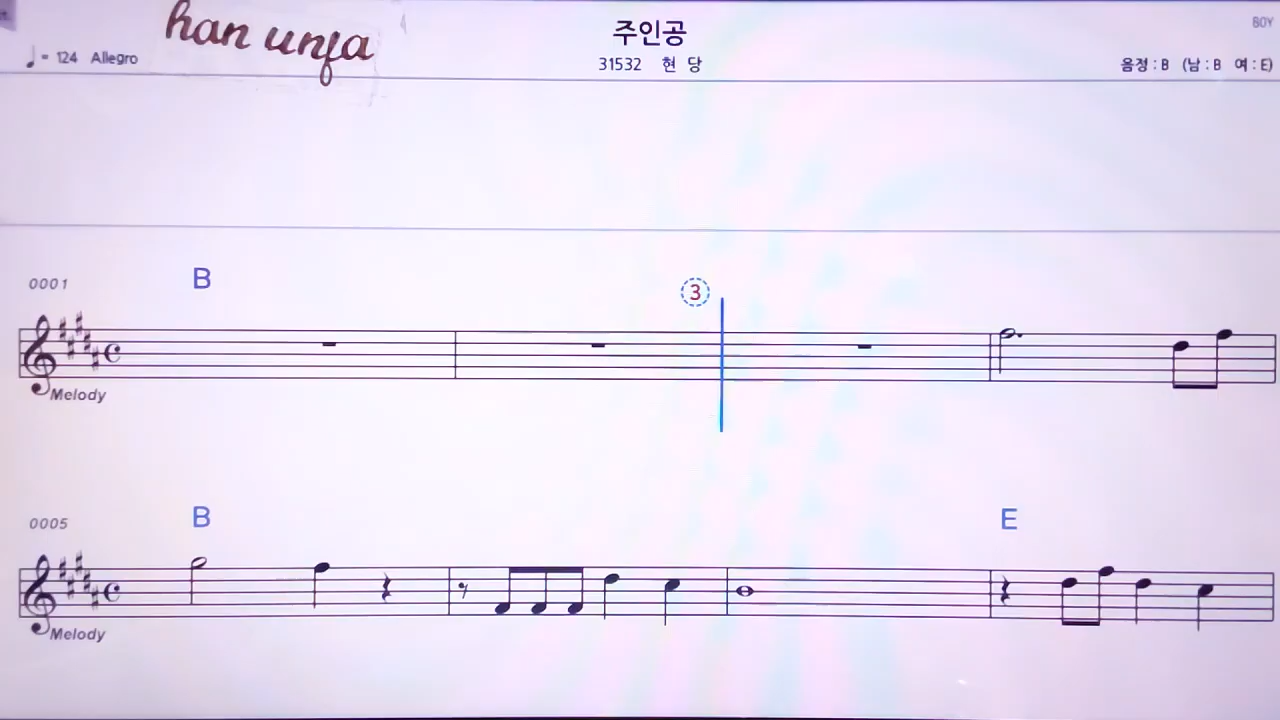 han unfa
주인공
BOY
♩= 124 Allegro
31532 현 당
음정 : B (남 : B 여 : E)
0001
B
3
Melody
0005
B
E
Melody